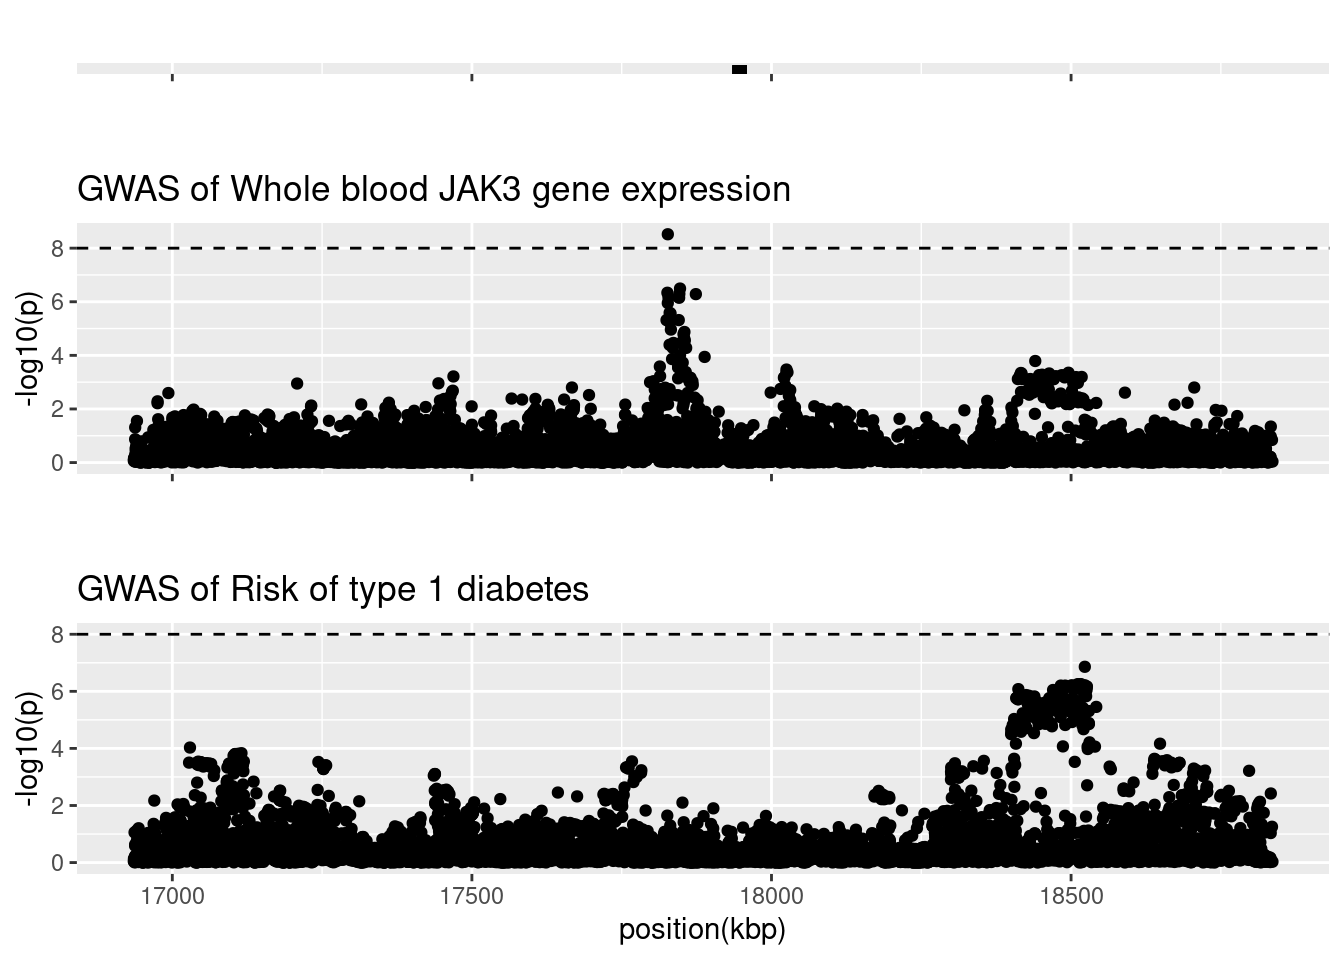 GWAS of Whole blood JAK3 gene expression
8
6
4
2
0
-log10(p)
GWAS of Risk of type 1 diabetes
8
6
4
2
0
-log10(p)
17000 17500 18000 18500
position(kbp)